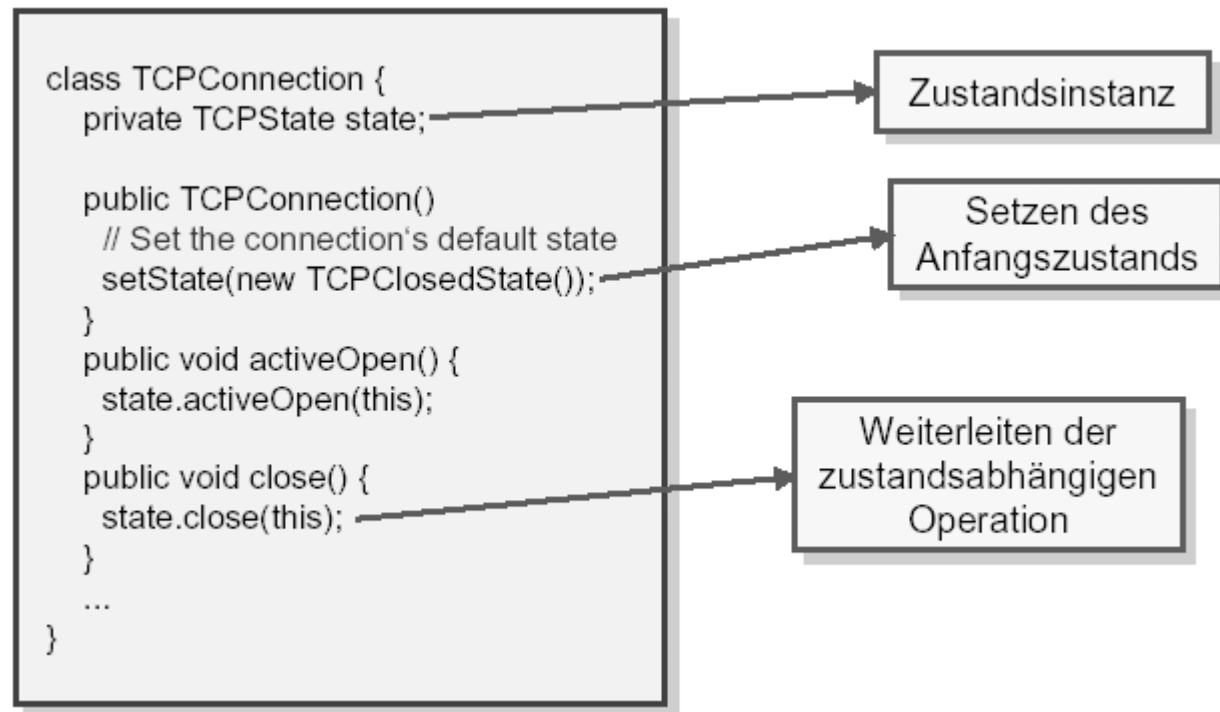 class TCPConnection {
private TCPState state;
public TCPConnection()
// Set the connection‘s default state
setState(new TCPClosedState());
}
public void activeOpen() {
state.activeOpen(this);
}
public void close() {
state.close(this);
}
...
}
Zustandsinstanz
Setzen des
Anfangszustands
Weiterleiten der
zustandsabhängigen
Operation